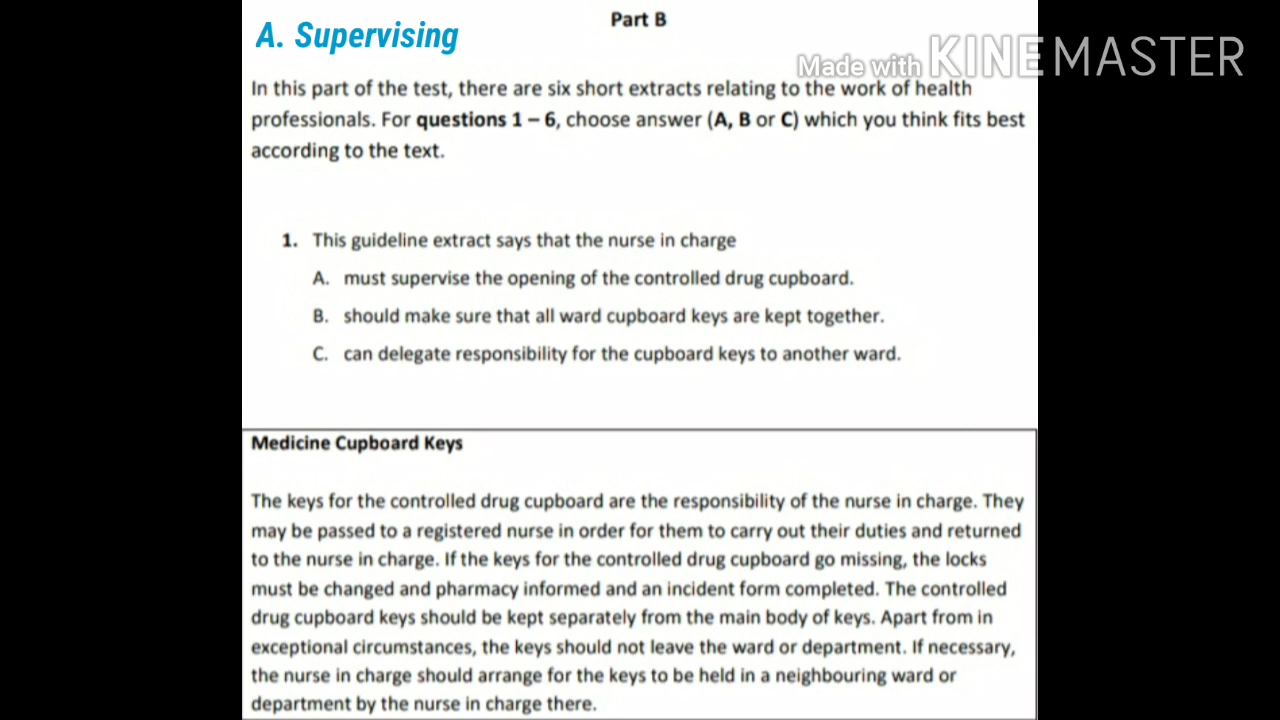 Part B
A. Supervising
Made with KINEMASTER
In this part of the test, there are six short extracts relating to the work of health
professionals. For questions 1 – 6, choose answer (A, B or C) which you think fits best
according to the text.
1. This guideline extract says that the nurse in charge
A. must supervise the opening of the controlled drug cupboard.
B. should make sure that all ward cupboard keys are kept together.
C. can delegate responsibility for the cupboard keys to another ward.
Medicine Cupboard Keys
The keys for the controlled drug cupboard are the responsibility of the nurse in charge. They
may be passed to a registered nurse in order for them to carry out their duties and returned
to the nurse in charge. If the keys for the controlled drug cupboard go missing, the locks
must be changed and pharmacy informed and an incident form completed. The controlled
drug cupboard keys should be kept separately from the main body of keys. Apart from in
exceptional circumstances, the keys should not leave the ward or department. If necessary,
the nurse in charge should arrange for the keys to be held in a neighbouring ward or
department by the nurse in charge there.